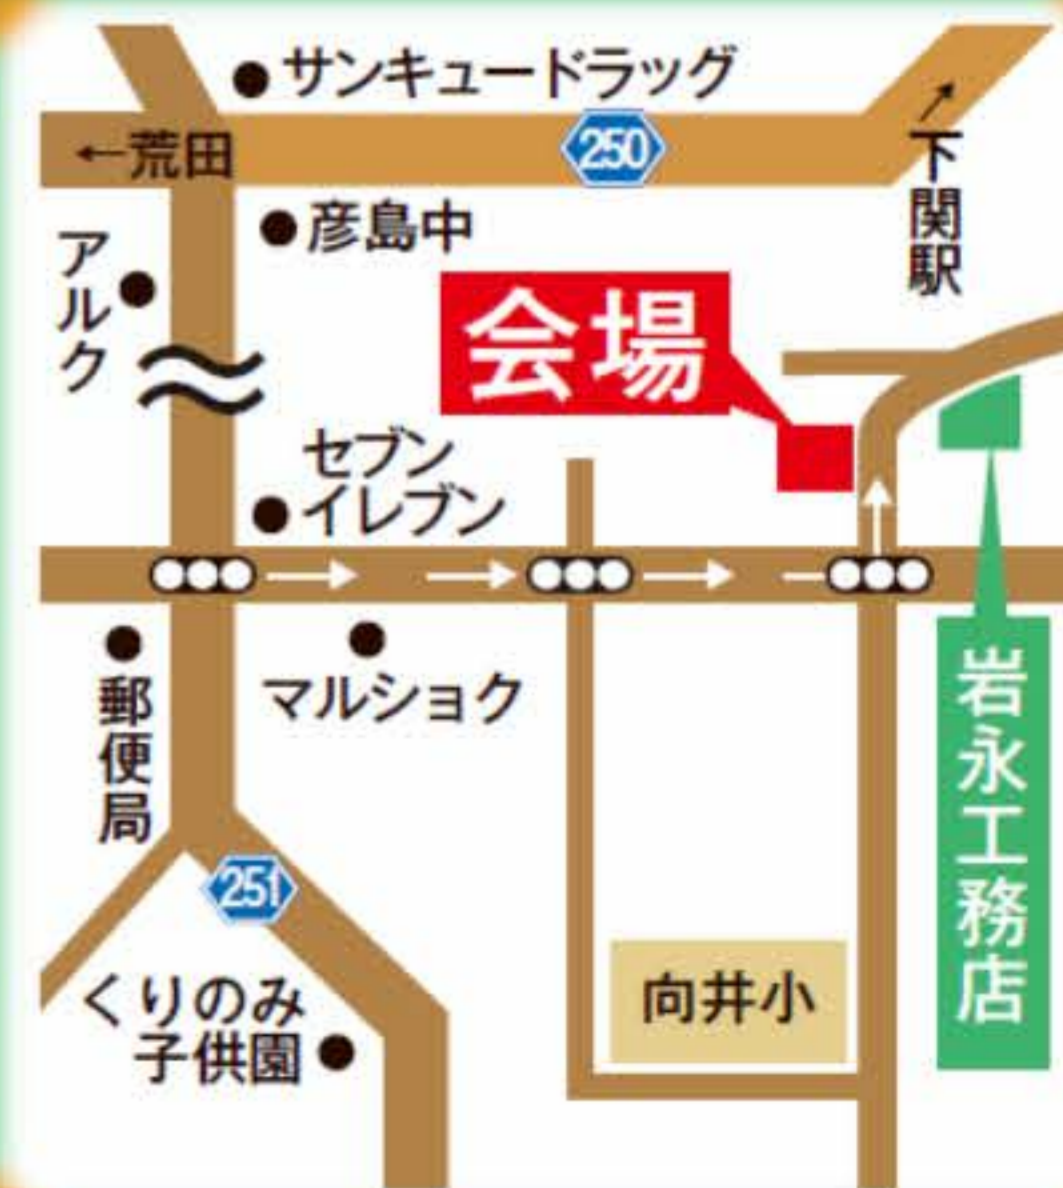 サンキュードラッグ
←荒田
250
下関駅
彦島中
アルク
会場
セブン
イレブン
マルショク
郵便局
岩永工務店
251
向井小
くりのみ
子供園